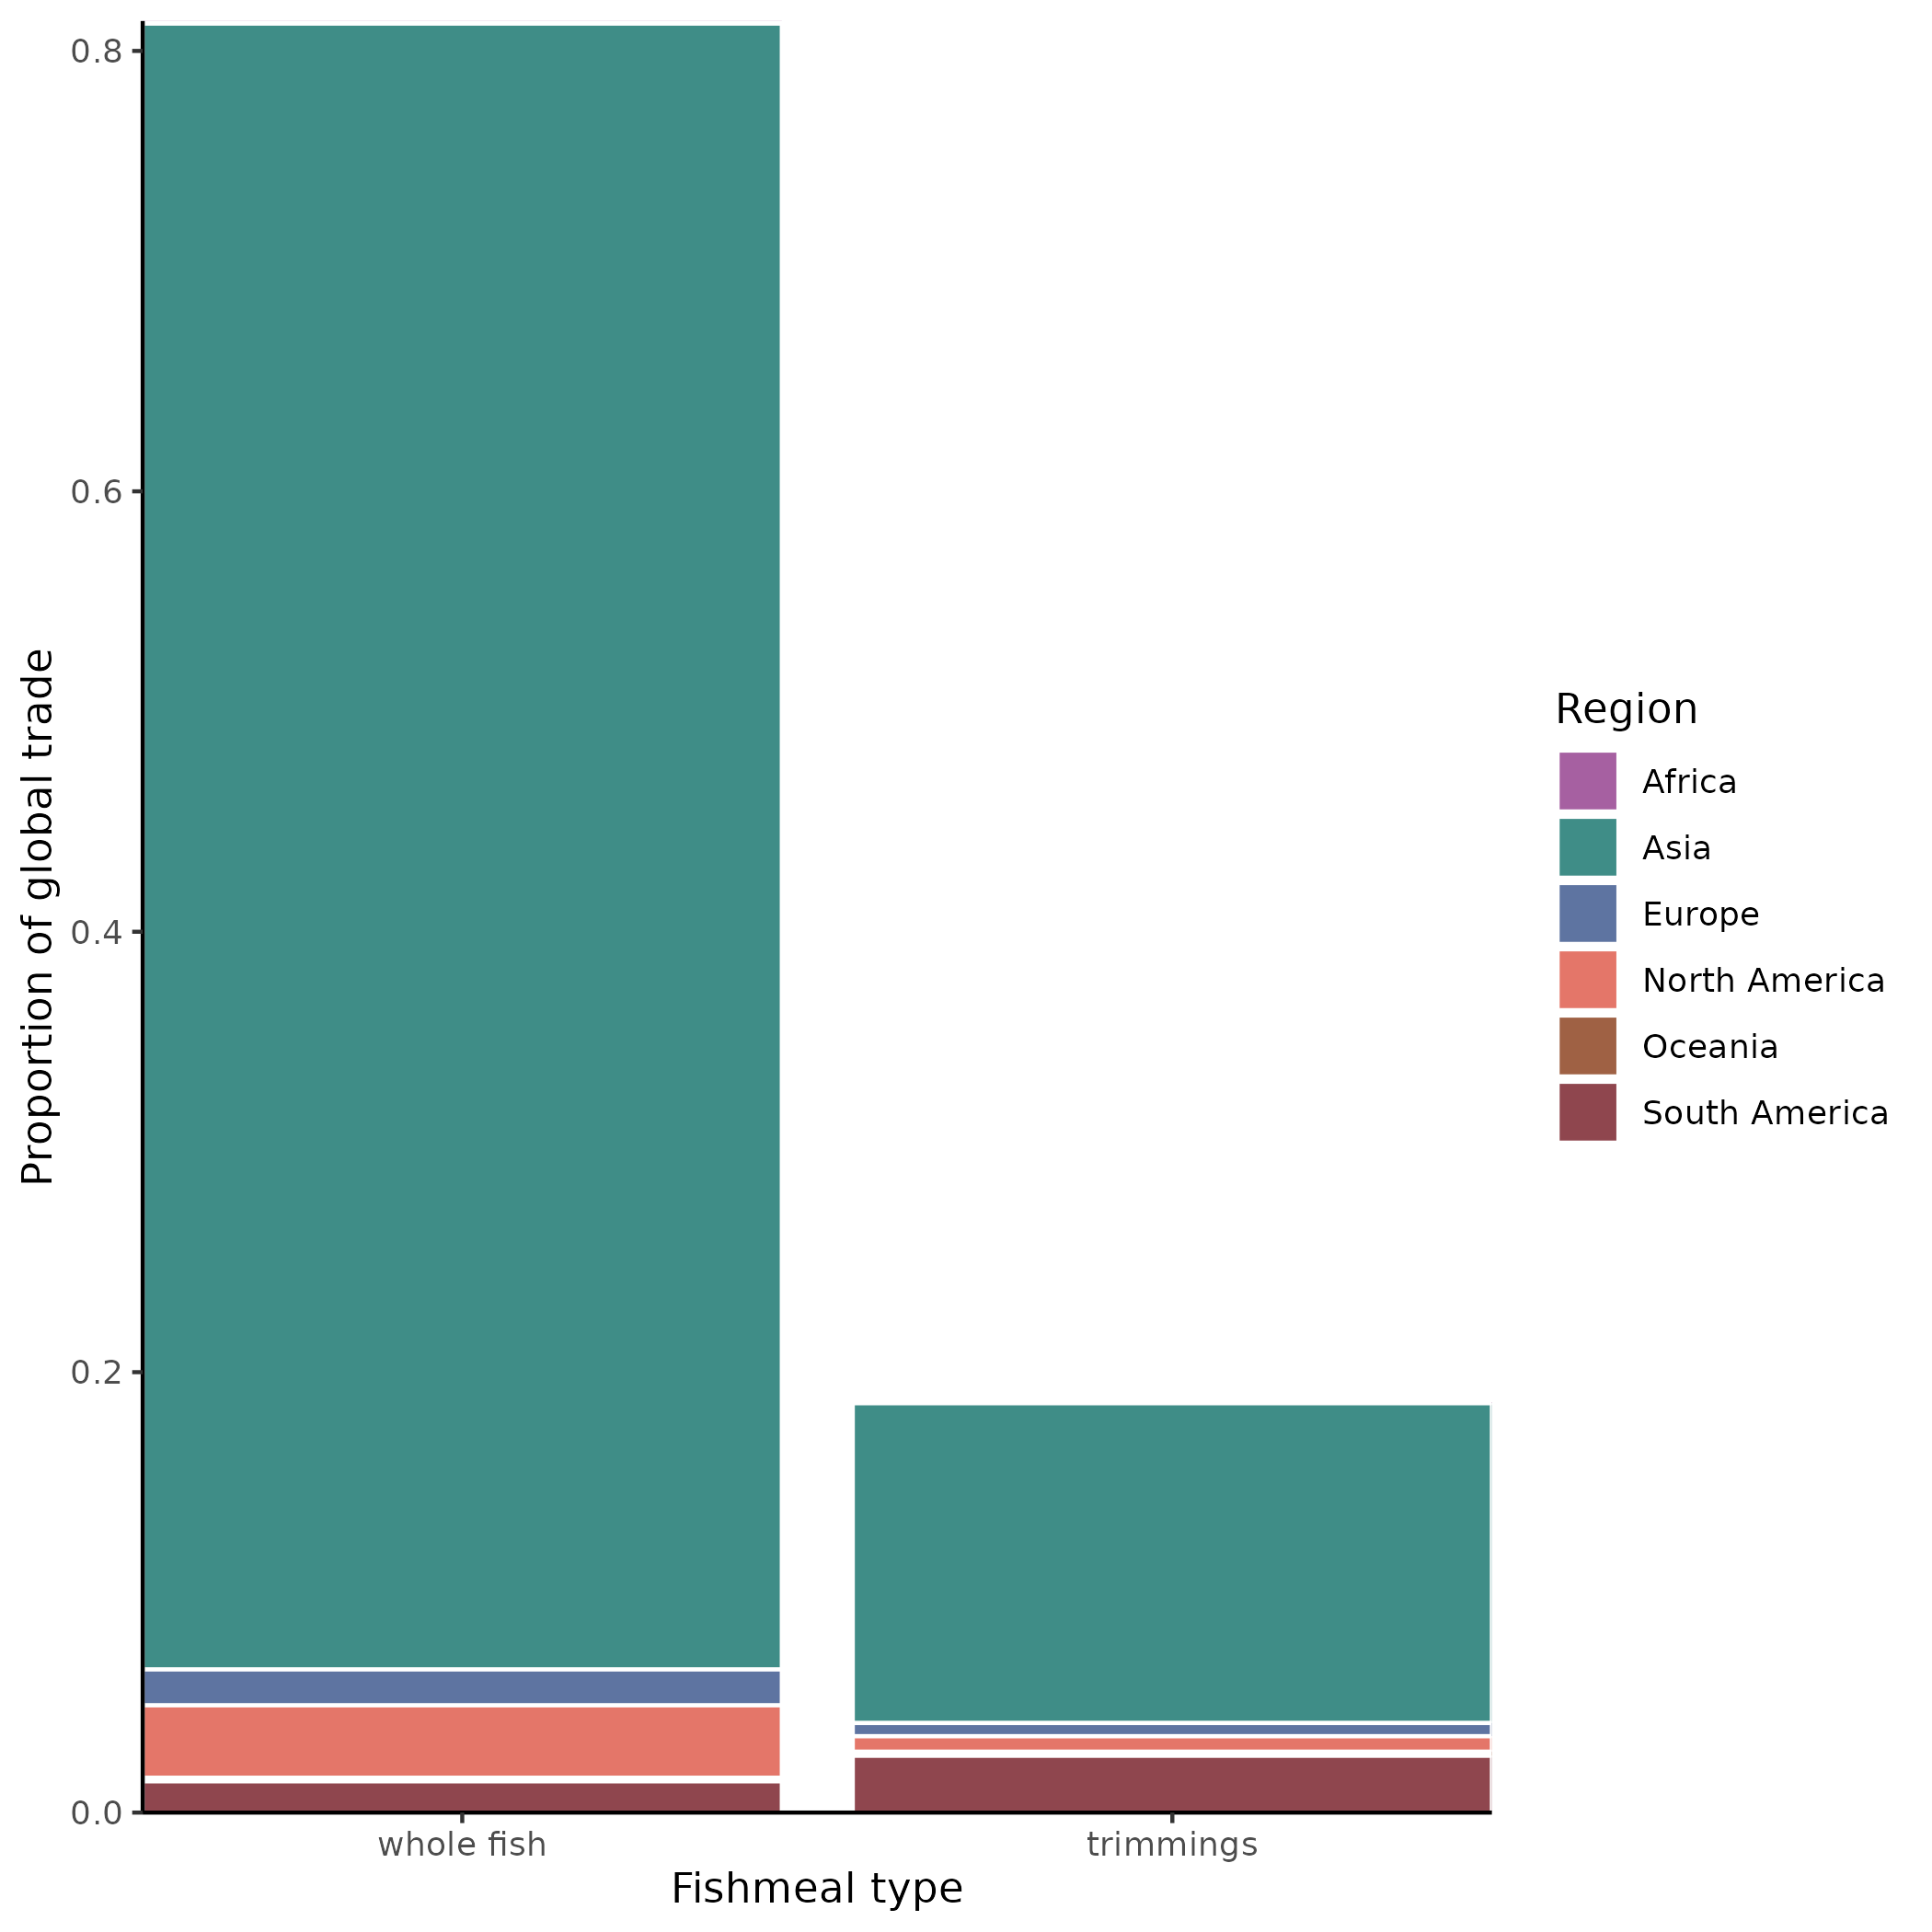 Proportion of global trade
0.8
0.6
0.4
0.2
0.0
whole fish
trimmings
Fishmeal type
Region
Africa
Asia
Europe
North America
Oceania
South America